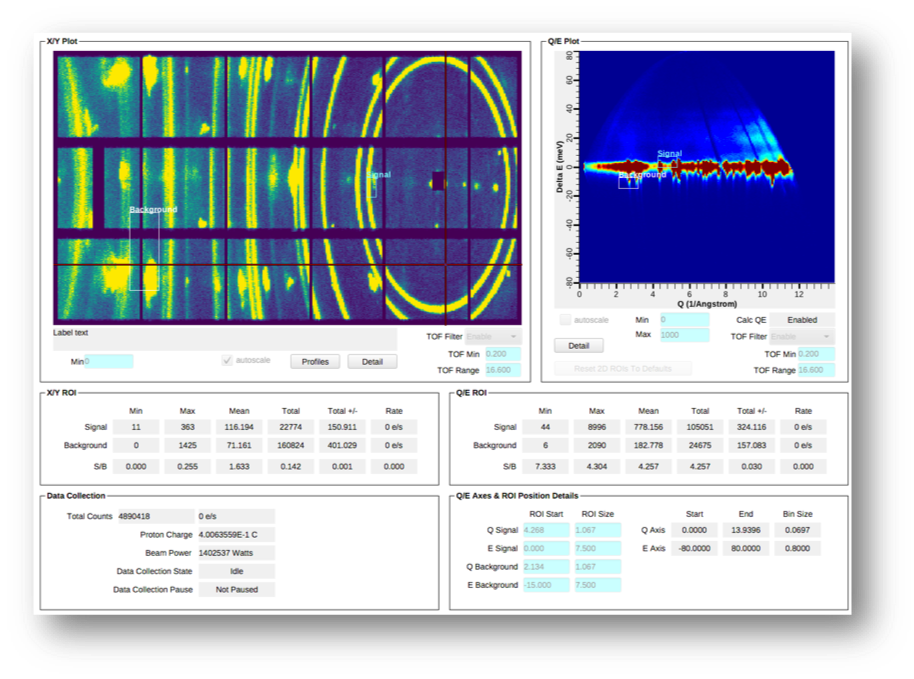 X/Y Plot
Signal
Background
Label text
Min 0
autoscale
Profiles
Detail
TOF Filter Enable
TOF Min 0.200
TOF Range 16.600
Q/E Plot
Delta E (meV)
80
60
40
20
0
-20
-40
-60
-80
Signal
Background
0 2 4 6 8 10 12
Q (1/Angstrom)
autoscale
Min 0
Max 1000
Calc QE Enabled
TOF Filter Enable
Detail
TOF Min 0.200
Reset 2D ROIs To Defaults
TOF Range 16.600
X/Y ROI
Min Max Mean Total Total +/- Rate
Signal 11 363 116.194 22774 150.911 0 e/s
Background 0 1425 71.161 160824 401.029 0 e/s
S/B 0.000 0.255 1.633 0.142 0.001 0.000
Q/E ROI
Min Max Mean Total Total +/- Rate
Signal 44 8996 778.156 105051 324.116 0 e/s
Background 6 2090 182.778 24675 157.083 0 e/s
S/B 7.333 4.304 4.257 4.257 0.030 0.000
Data Collection
Total Counts 4890418 0 e/s
Proton Charge 4.0063559E-1 C
Beam Power 1402537 Watts
Data Collection State Idle
Data Collection Pause Not Paused
Q/E Axes & ROI Position Details
ROI Start ROI Size Start End Bin Size
Q Signal 4.268 1.067 Q Axis 0.0000 13.9396 0.0697
E Signal 0.000 7.500 E Axis -80.0000 80.0000 0.8000
Q Background 2.134 1.067
E Background -15.000 7.500